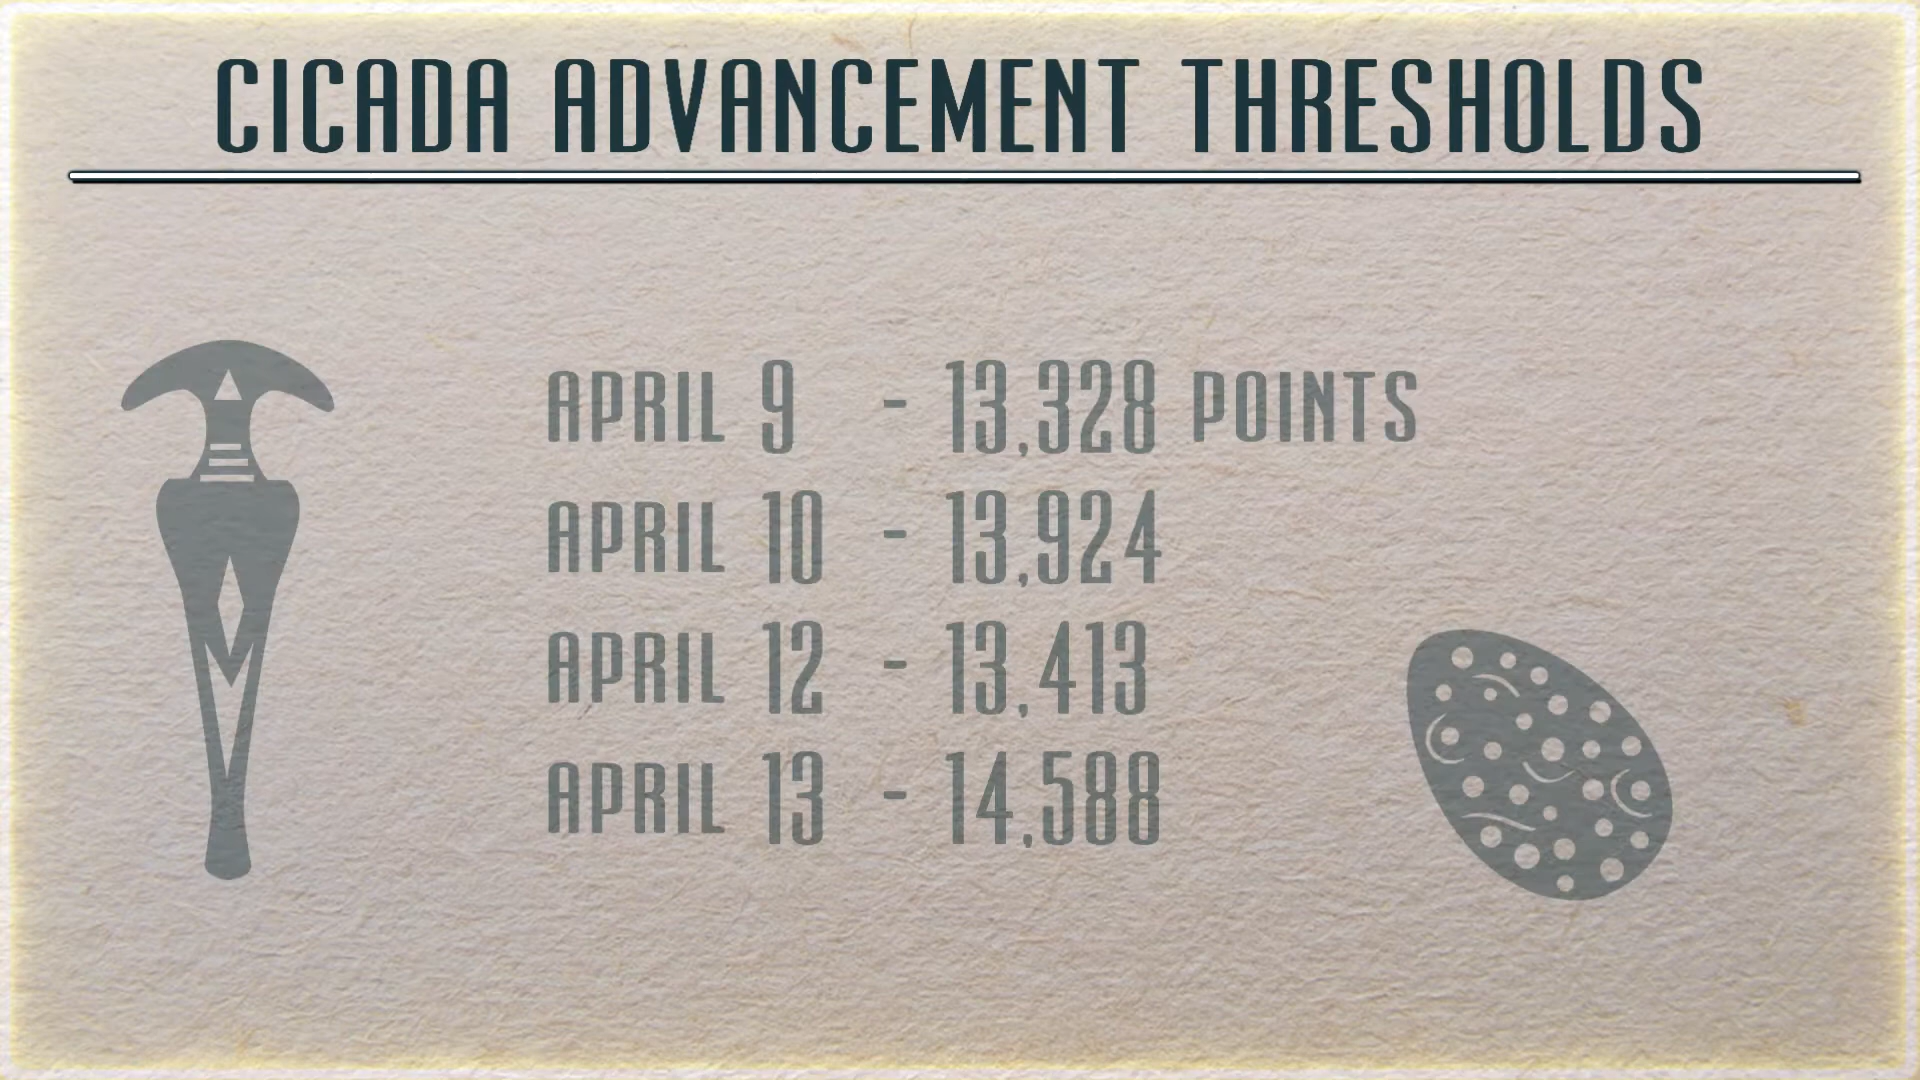 CICADA ADVANCEMENT THRESHOLDS
APRIL 9 - 13,328 POINTS
APRIL 10 - 13,924
APRIL 12 - 13,413
APRIL 13 - 14,588